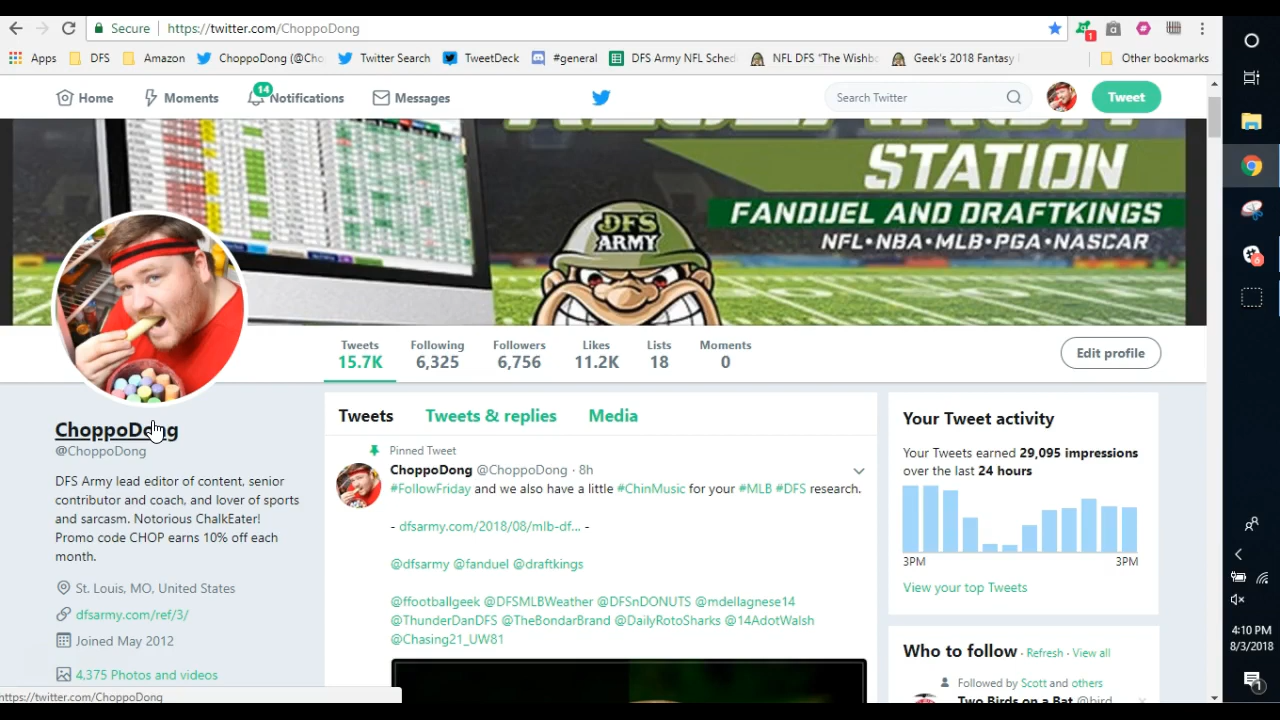 Secure https://twitter.com/ChoppoDong
1
Apps DFS Amazon ChoppoDong (@Cho Twitter Search TweetDeck #general DFS Army NFL Sched NFL DFS "The Wishb Geek's 2018 Fantasy Other bookmarks
Home Moments 14 Notifications Messages Search Twitter Tweet
STATION
FANDUEL AND DRAFTKINGS
NFL•NBA•MLB•PGA•NASCAR
DFS
ARMY
Tweets Following Followers Likes Lists Moments
15.7K 6,325 6,756 11.2K 18 0
Edit profile
ChoppoDong
@ChoppoDong
DFS Army lead editor of content, senior
contributor and coach, and lover of sports
and sarcasm. Notorious ChalkEater!
Promo code CHOP earns 10% off each
month.
St. Louis, MO, United States
dfsarmy.com/ref/3/
Joined May 2012
4,375 Photos and videos
https://twitter.com/ChoppoDong
Tweets Tweets & replies Media
Pinned Tweet
ChoppoDong @ChoppoDong · 8h
#FollowFriday and we also have a little #ChinMusic for your #MLB #DFS research.
- dfsarmy.com/2018/08/mlb-df... -
@dfsarmy @fanduel @draftkings
@ffootballgeek @DFSMLBWeather @DFSnDONUTS @mdellagnese14
@ThunderDanDFS @TheBondarBrand @DailyRotoSharks @14AdotWalsh
@Chasing21_UW81
Your Tweet activity
Your Tweets earned 29,095 impressions
over the last 24 hours
3PM 3PM
View your top Tweets
Who to follow · Refresh · View all
Followed by Scott and others
Two Birds on a Bat @bird
4:10 PM
8/3/2018
1